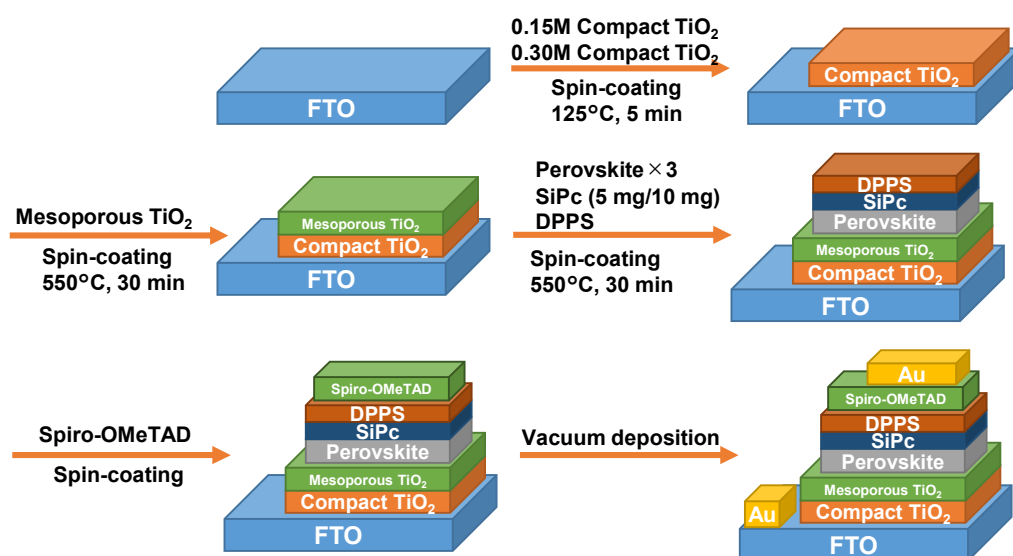 FTO
0.15M Compact TiO₂
0.30M Compact TiO₂
Spin-coating
125°C, 5 min
Compact TiO₂
FTO
Mesoporous TiO₂
Spin-coating
550°C, 30 min
Mesoporous TiO₂
Compact TiO₂
FTO
Perovskite×3
SiPc (5 mg/10 mg)
DPPS
Spin-coating
550°C, 30 min
DPPS
SiPc
Perovskite
Mesoporous TiO₂
Compact TiO₂
FTO
Spiro-OMeTAD
Spin-coating
Spiro-OMeTAD
DPPS
SiPc
Perovskite
Mesoporous TiO₂
Compact TiO₂
FTO
Vacuum deposition
Au
Spiro-OMeTAD
DPPS
SiPc
Perovskite
Mesoporous TiO₂
Au
Compact TiO₂
FTO